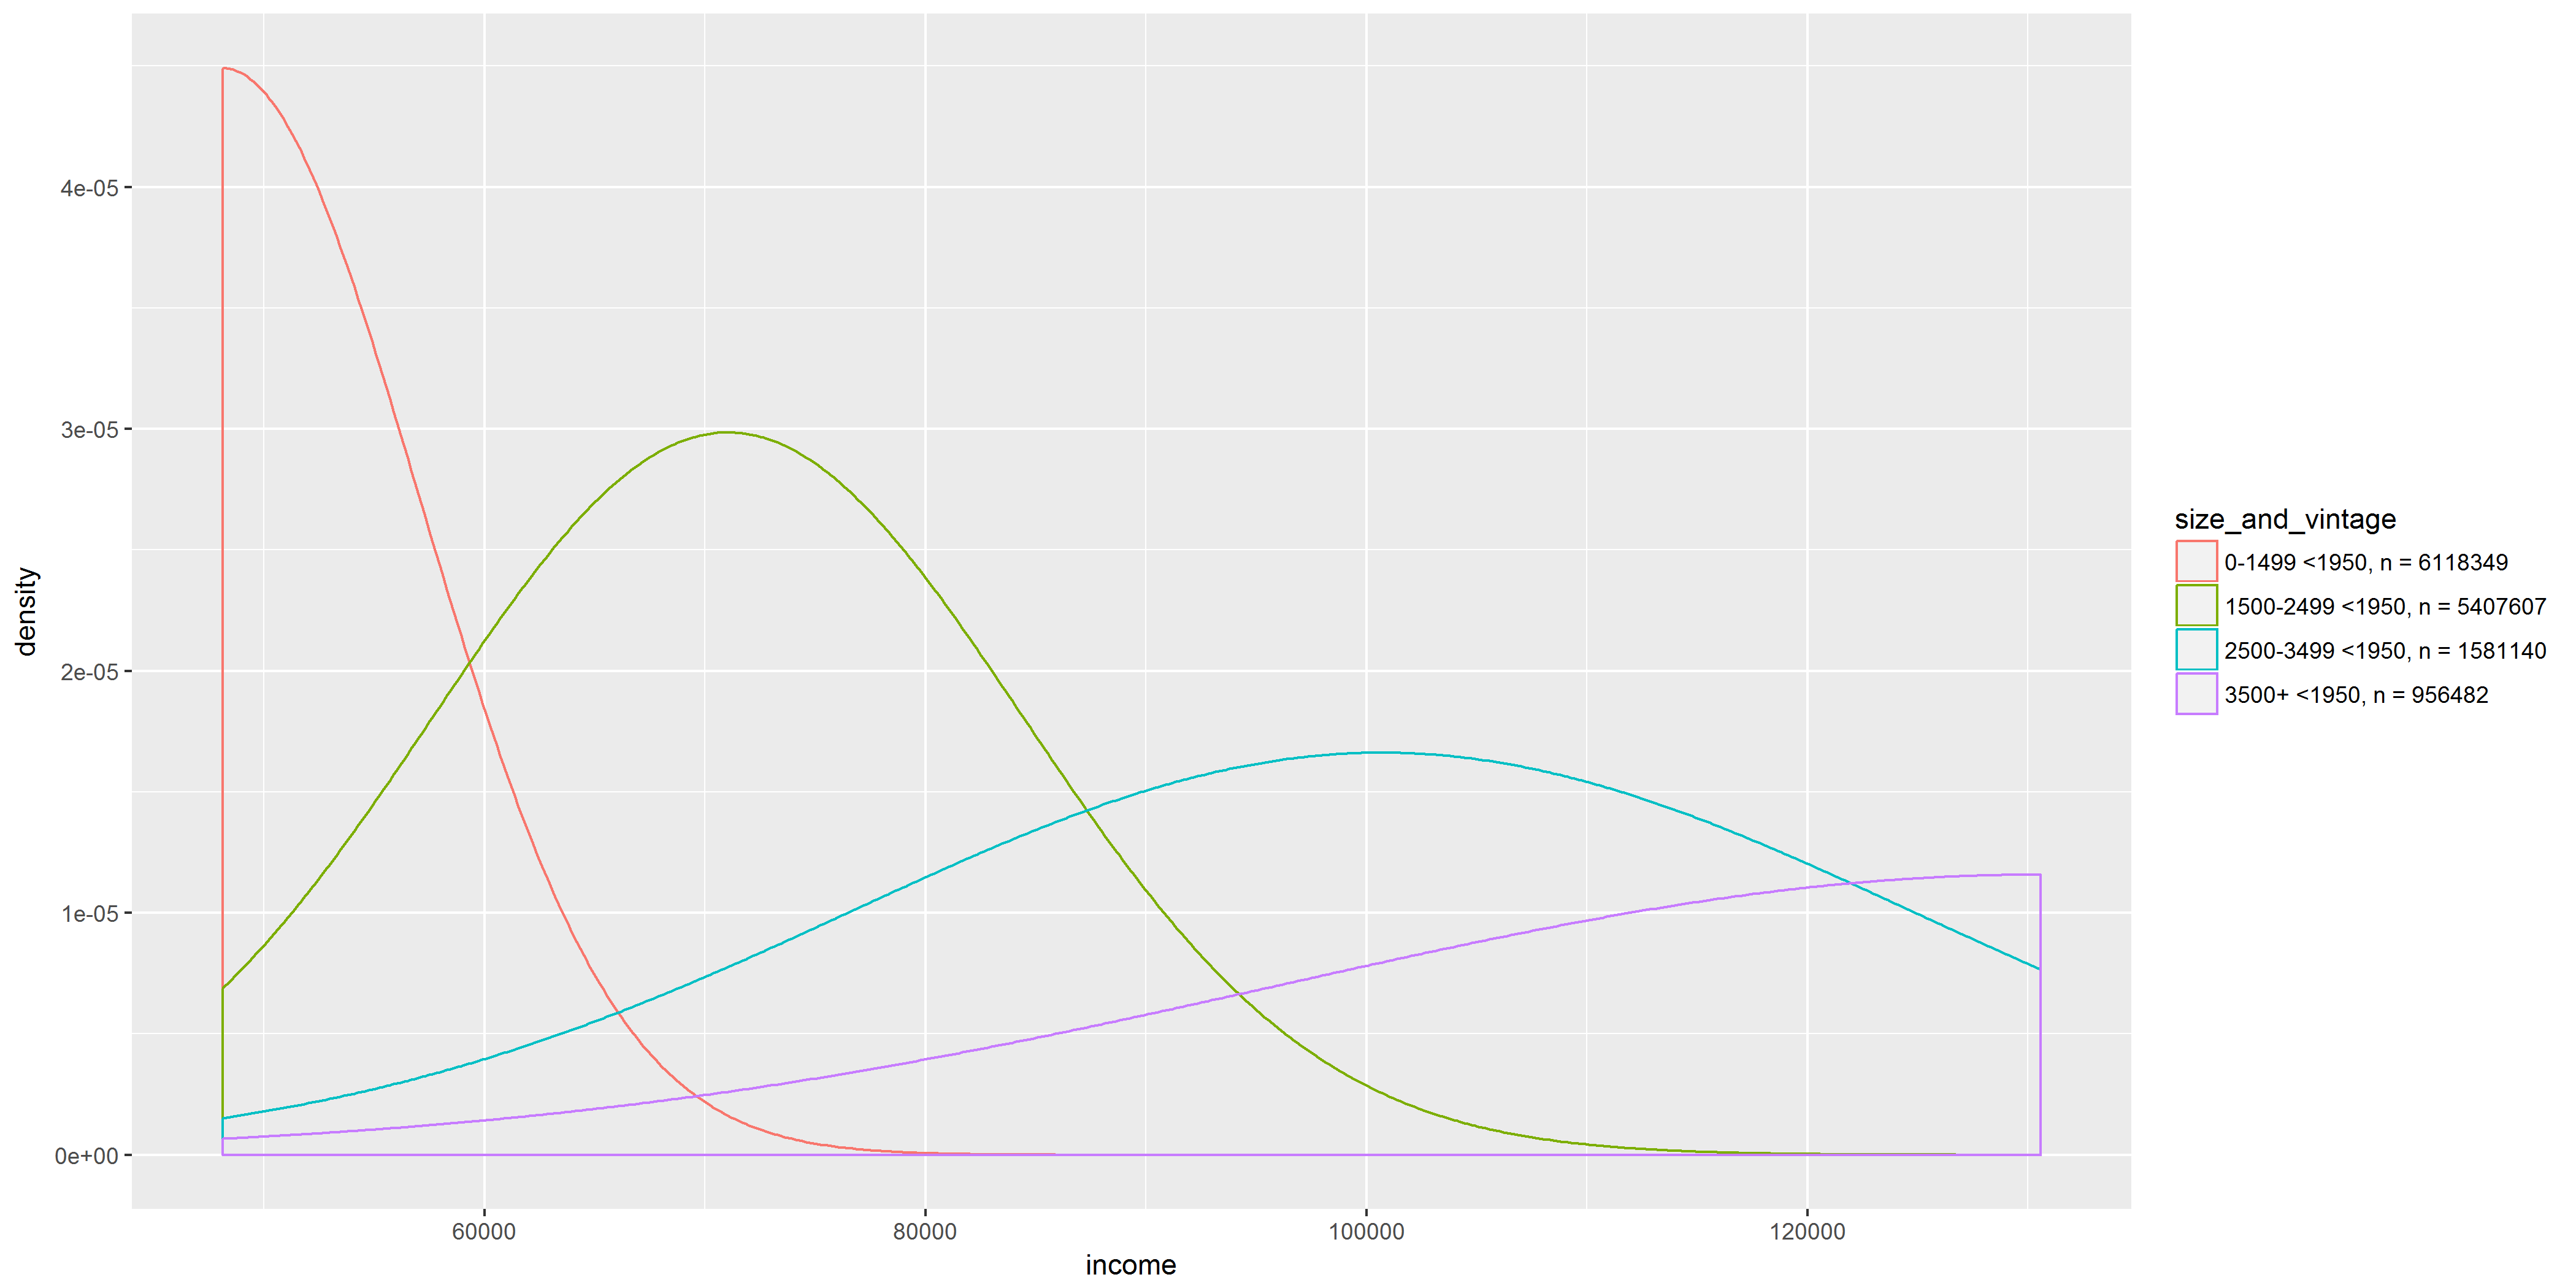 density
4e-05
3e-05
2e-05
1e-05
0e+00
60000
80000
100000
120000
income
size_and_vintage
0-1499 <1950, n = 6118349
1500-2499 <1950, n = 5407607
2500-3499 <1950, n = 1581140
3500+ <1950, n = 956482